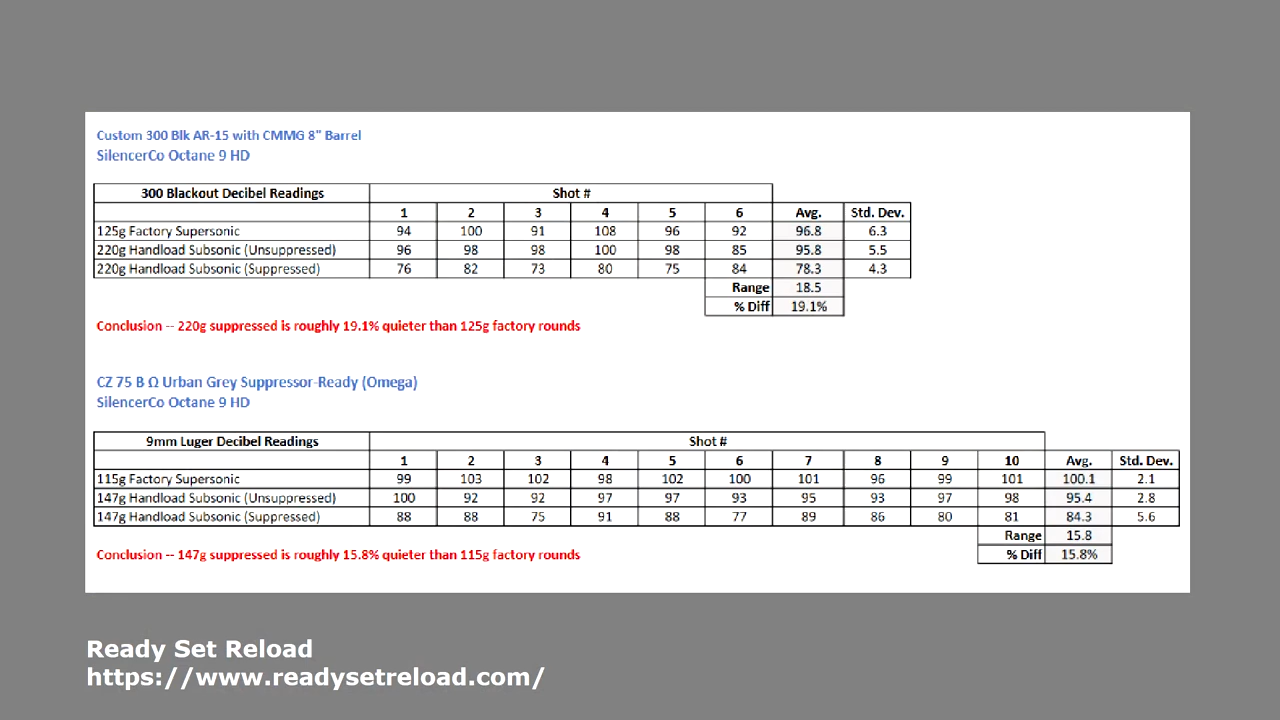 Custom 300 Blk AR-15 with CMMG 8" Barrel
SilencerCo Octane 9 HD
300 Blackout Decibel Readings Shot #
1 2 3 4 5 6 Avg. Std. Dev.
125g Factory Supersonic 94 100 91 108 96 92 96.8 6.3
220g Handload Subsonic (Unsuppressed) 96 98 98 100 98 85 95.8 5.5
220g Handload Subsonic (Suppressed) 76 82 73 80 75 84 78.3 4.3
Range 18.5
% Diff 19.1%
Conclusion -- 220g suppressed is roughly 19.1% quieter than 125g factory rounds
CZ 75 B Ω Urban Grey Suppressor-Ready (Omega)
SilencerCo Octane 9 HD
9mm Luger Decibel Readings Shot #
1 2 3 4 5 6 7 8 9 10 Avg. Std. Dev.
115g Factory Supersonic 99 103 102 98 102 100 101 96 99 101 100.1 2.1
147g Handload Subsonic (Unsuppressed) 100 92 92 97 97 93 95 93 97 98 95.4 2.8
147g Handload Subsonic (Suppressed) 88 88 75 91 88 77 89 86 80 81 84.3 5.6
Range 15.8
% Diff 15.8%
Conclusion -- 147g suppressed is roughly 15.8% quieter than 115g factory rounds
Ready Set Reload
https://www.readysetreload.com/